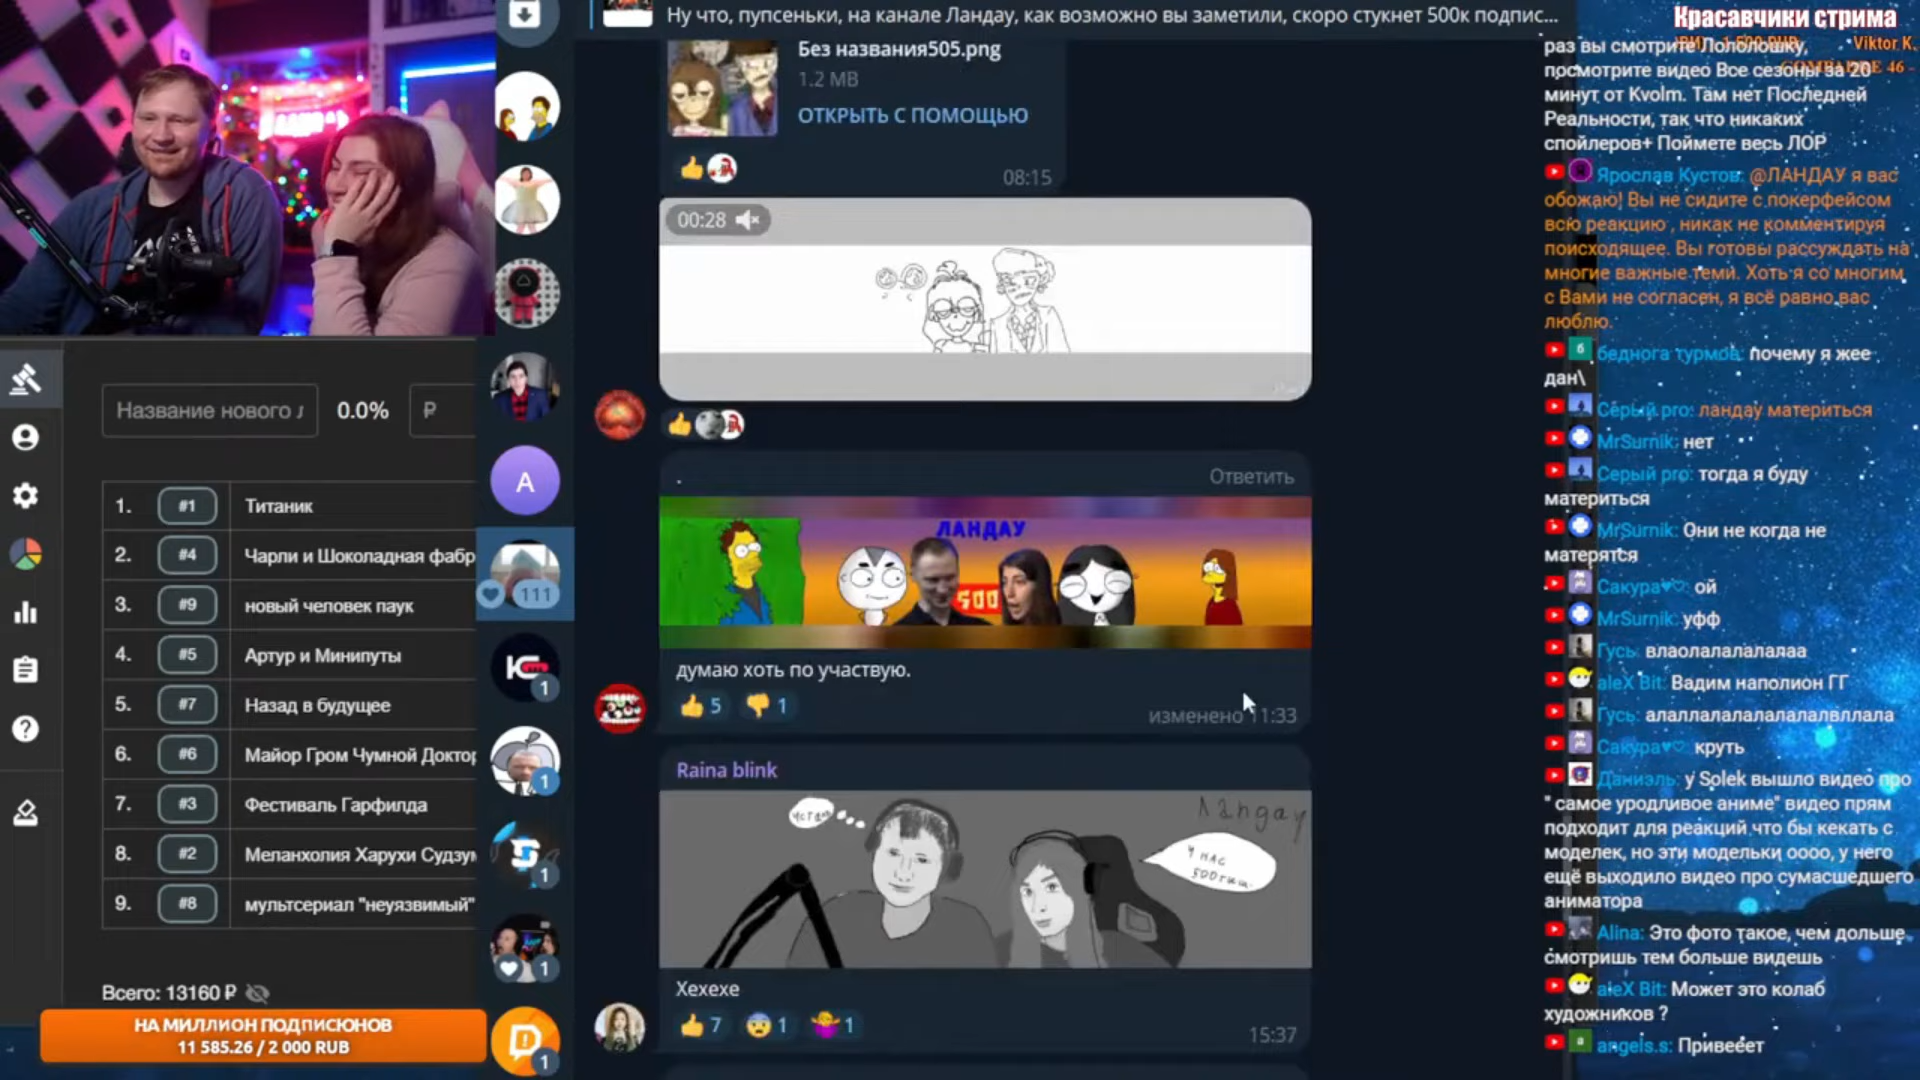 Ну что, пупсеньки, на канале Ландау, как возможно вы заметили, скоро стукнет 500к подпис...
Без названия505.png
1.2 MB
ОТКРЫТЬ С ПОМОЩЬЮ
08:15
00:28
.
Ответить
ЛАНДАУ
500
думаю хоть по участвую.
5
1
изменено 11:33
Raina blink
Ландау
У нас
500тыщ.
Хехехе
7
1
1
15:37
A
111
1
1
1
1
1
Название нового л
0.0%
₽
1. #1 Титаник
2. #4 Чарли и Шоколадная фабр
3. #9 новый человек паук
4. #5 Артур и Минипуты
5. #7 Назад в будущее
6. #6 Майор Гром Чумной Доктор
7. #3 Фестиваль Гарфилда
8. #2 Меланхолия Харухи Судзум
9. #8 мультсериал "неуязвимый"
Всего: 13160 ₽
НА МИЛЛИОН ПОДПИСЮНОВ
11 585.26 / 2 000 RUB
Красавчики стрима
Viktor K.
раз вы смотрите Лололошку,
посмотрите видео Все сезоны за 20
минут от Kvolm. Там нет Последней
Реальности, так что никаких
спойлеров+ Поймете весь ЛОР
Ярослав Кустов: @ЛАНДАУ я вас
обожаю! Вы не сидите с покерфейсом
всю реакцию , никак не комментируя
поисходящее. Вы готовы рассуждать на
многие важные теми. Хоть я со многим
с Вами не согласен, я всё равно вас
люблю.
беднога турмов: почему я жее
дан\
Серый pro: ландау материться
MrSurnik: нет
Серый pro: тогда я буду
материться
MrSurnik: Они не когда не
матерятся
Сакура♥♡: ой
MrSurnik: уфф
Гусь: влаолалалалалаа
aleX Bit: Вадим наполион ГГ
Гусь: алаллалалалалалалвллала
Сакура♥♡: круть
Даниэль: у Solek вышло видео про
" самое уродливое аниме" видео прям
подходит для реакций что бы кекать с
моделек, но эти модельки оооо, у него
ещё выходило видео про сумасшедшего
аниматора
Alina: Это фото такое, чем дольше
смотришь тем больше видешь
aleX Bit: Может это колаб
художников ?
angels.s: Привееет